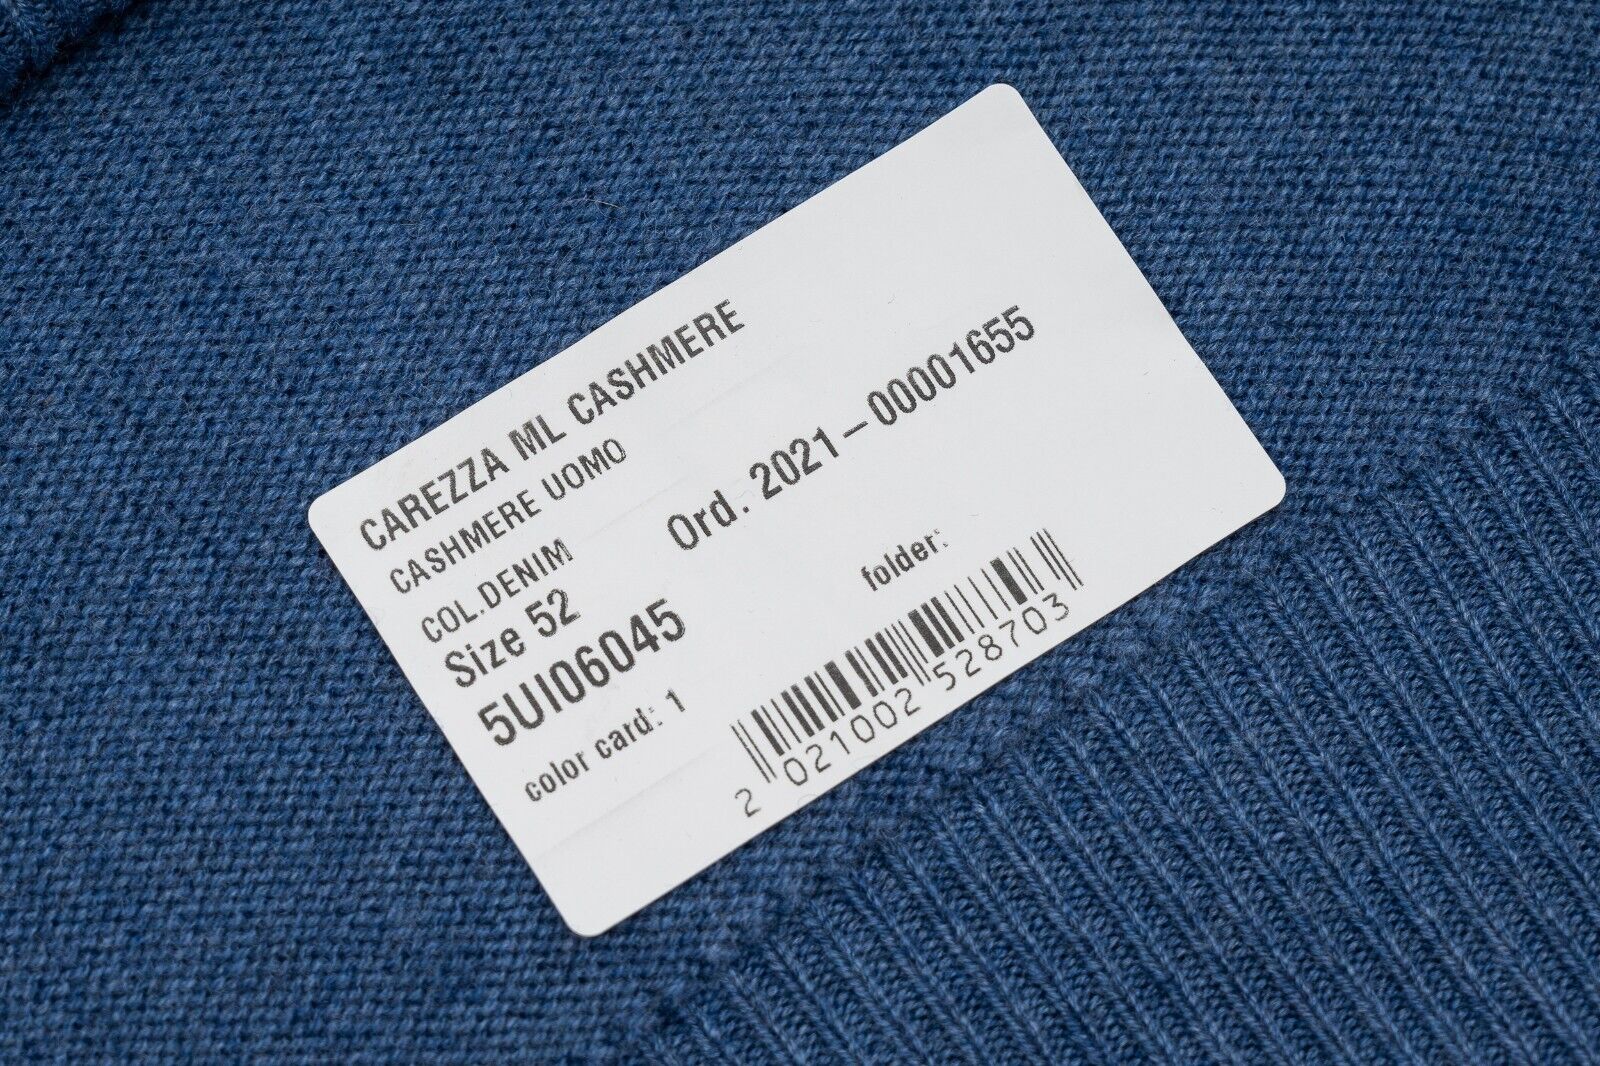 CAREZZA ML CASHMERE
CASHMERE UOMO
COL.DENIM
Size 52
Ord. 2021-00001655
5UI06045
color card.: 1
folder:
2 021002 528703